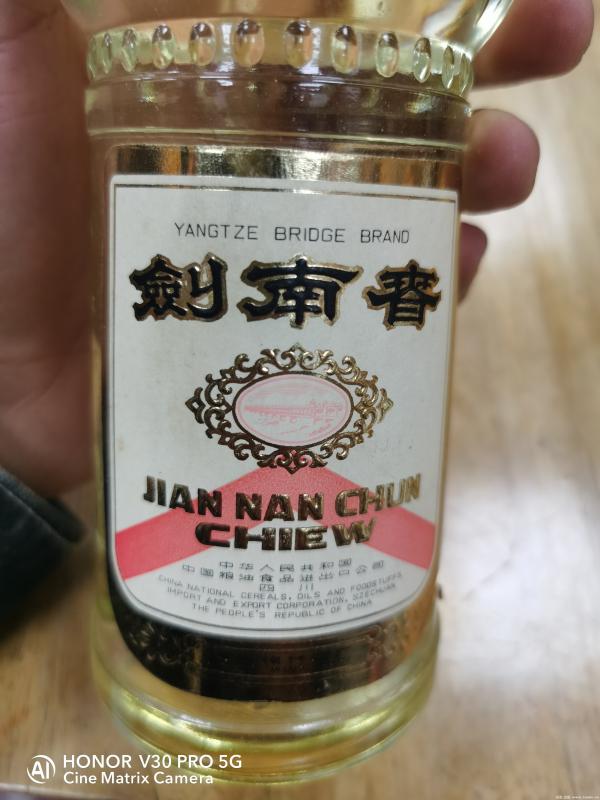 YANGTZE BRIDGE BRAND
劍南春
JIAN NAN CHUN
CHIEW
中华人民共和國
中國粮油食品進出口公司
四川
CHINA NATIONAL CEREALS, OILS AND FOODSTUFFS
IMPORT AND EXPORT CORPORATION, SZECHUAN
THE PEOPLE'S REPUBLIC OF CHINA
HONOR V30 PRO 5G
Cine Matrix Camera